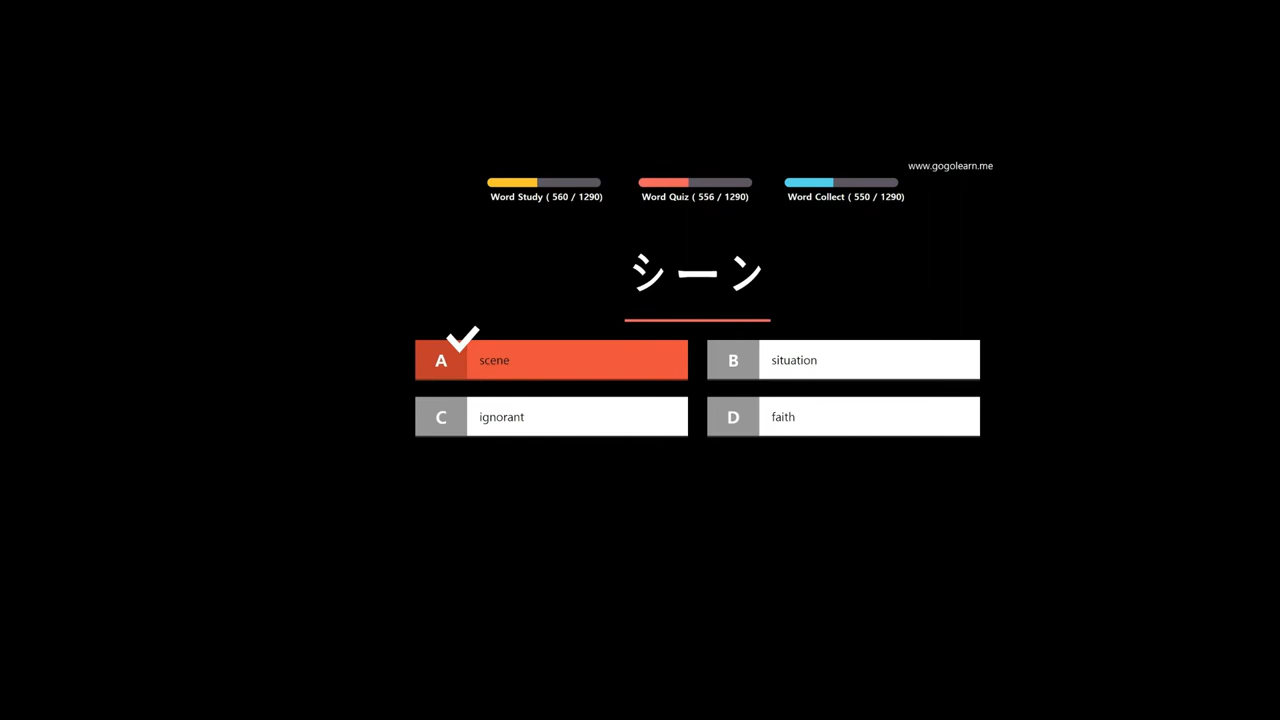 www.gogolearn.me
Word Study ( 560 / 1290)
Word Quiz ( 556 / 1290)
Word Collect ( 550 / 1290)
シーン
A scene
B situation
C ignorant
D faith